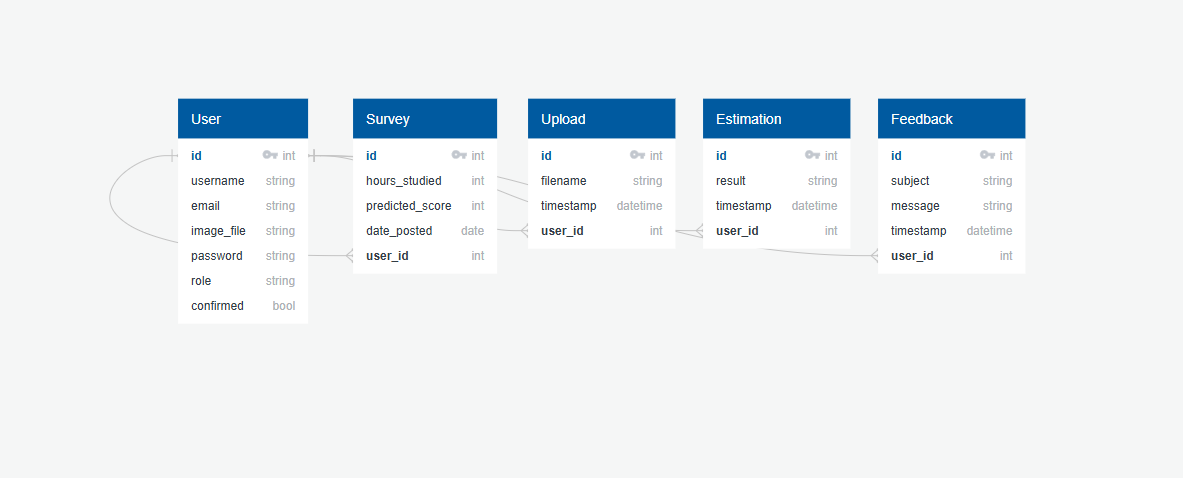 User
id int
username string
email string
image_file string
password string
role string
confirmed bool
Survey
id int
hours_studied int
predicted_score int
date_posted date
user_id int
Upload
id int
filename string
timestamp datetime
user_id int
Estimation
id int
result string
timestamp datetime
user_id int
Feedback
id int
subject string
message string
timestamp datetime
user_id int